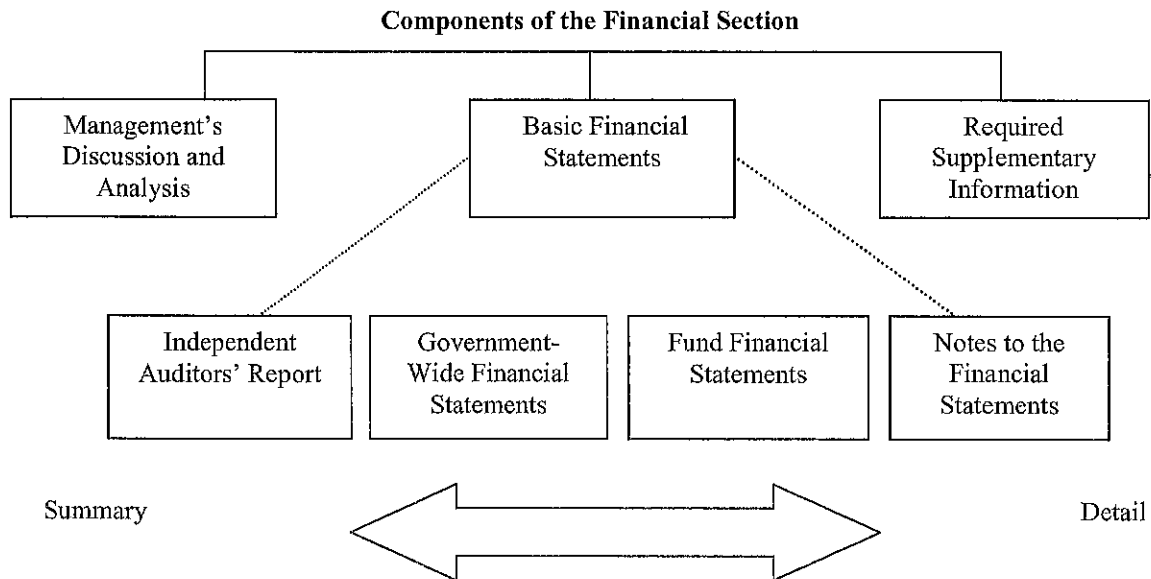 Components of the Financial Section
Management's
Discussion and
Analysis
Basic Financial
Statements
Required
Supplementary
Information
Independent
Auditors' Report
Government-
Wide Financial
Statements
Fund Financial
Statements
Notes to the
Financial
Statements
Summary
Detail